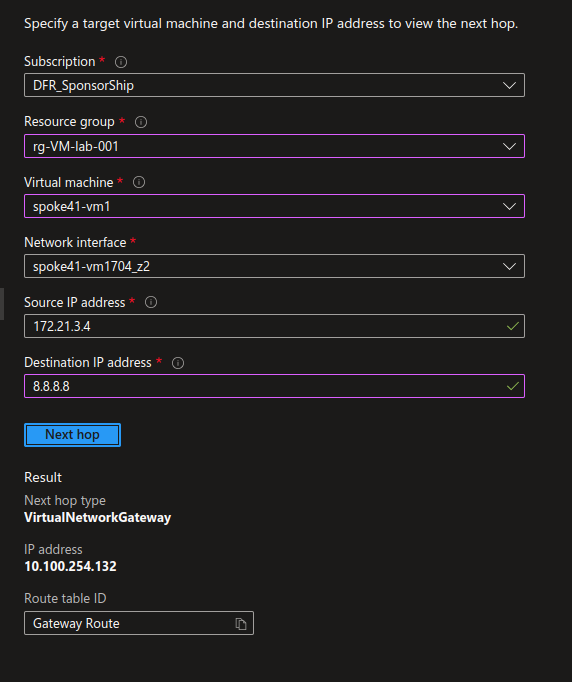 Specify a target virtual machine and destination IP address to view the next hop.
Subscription *
DFR_SponsorShip
Resource group *
rg-VM-lab-001
Virtual machine *
spoke41-vm1
Network interface *
spoke41-vm1704_z2
Source IP address *
172.21.3.4
Destination IP address *
8.8.8.8
Next hop
Result
Next hop type
VirtualNetworkGateway
IP address
10.100.254.132
Route table ID
Gateway Route